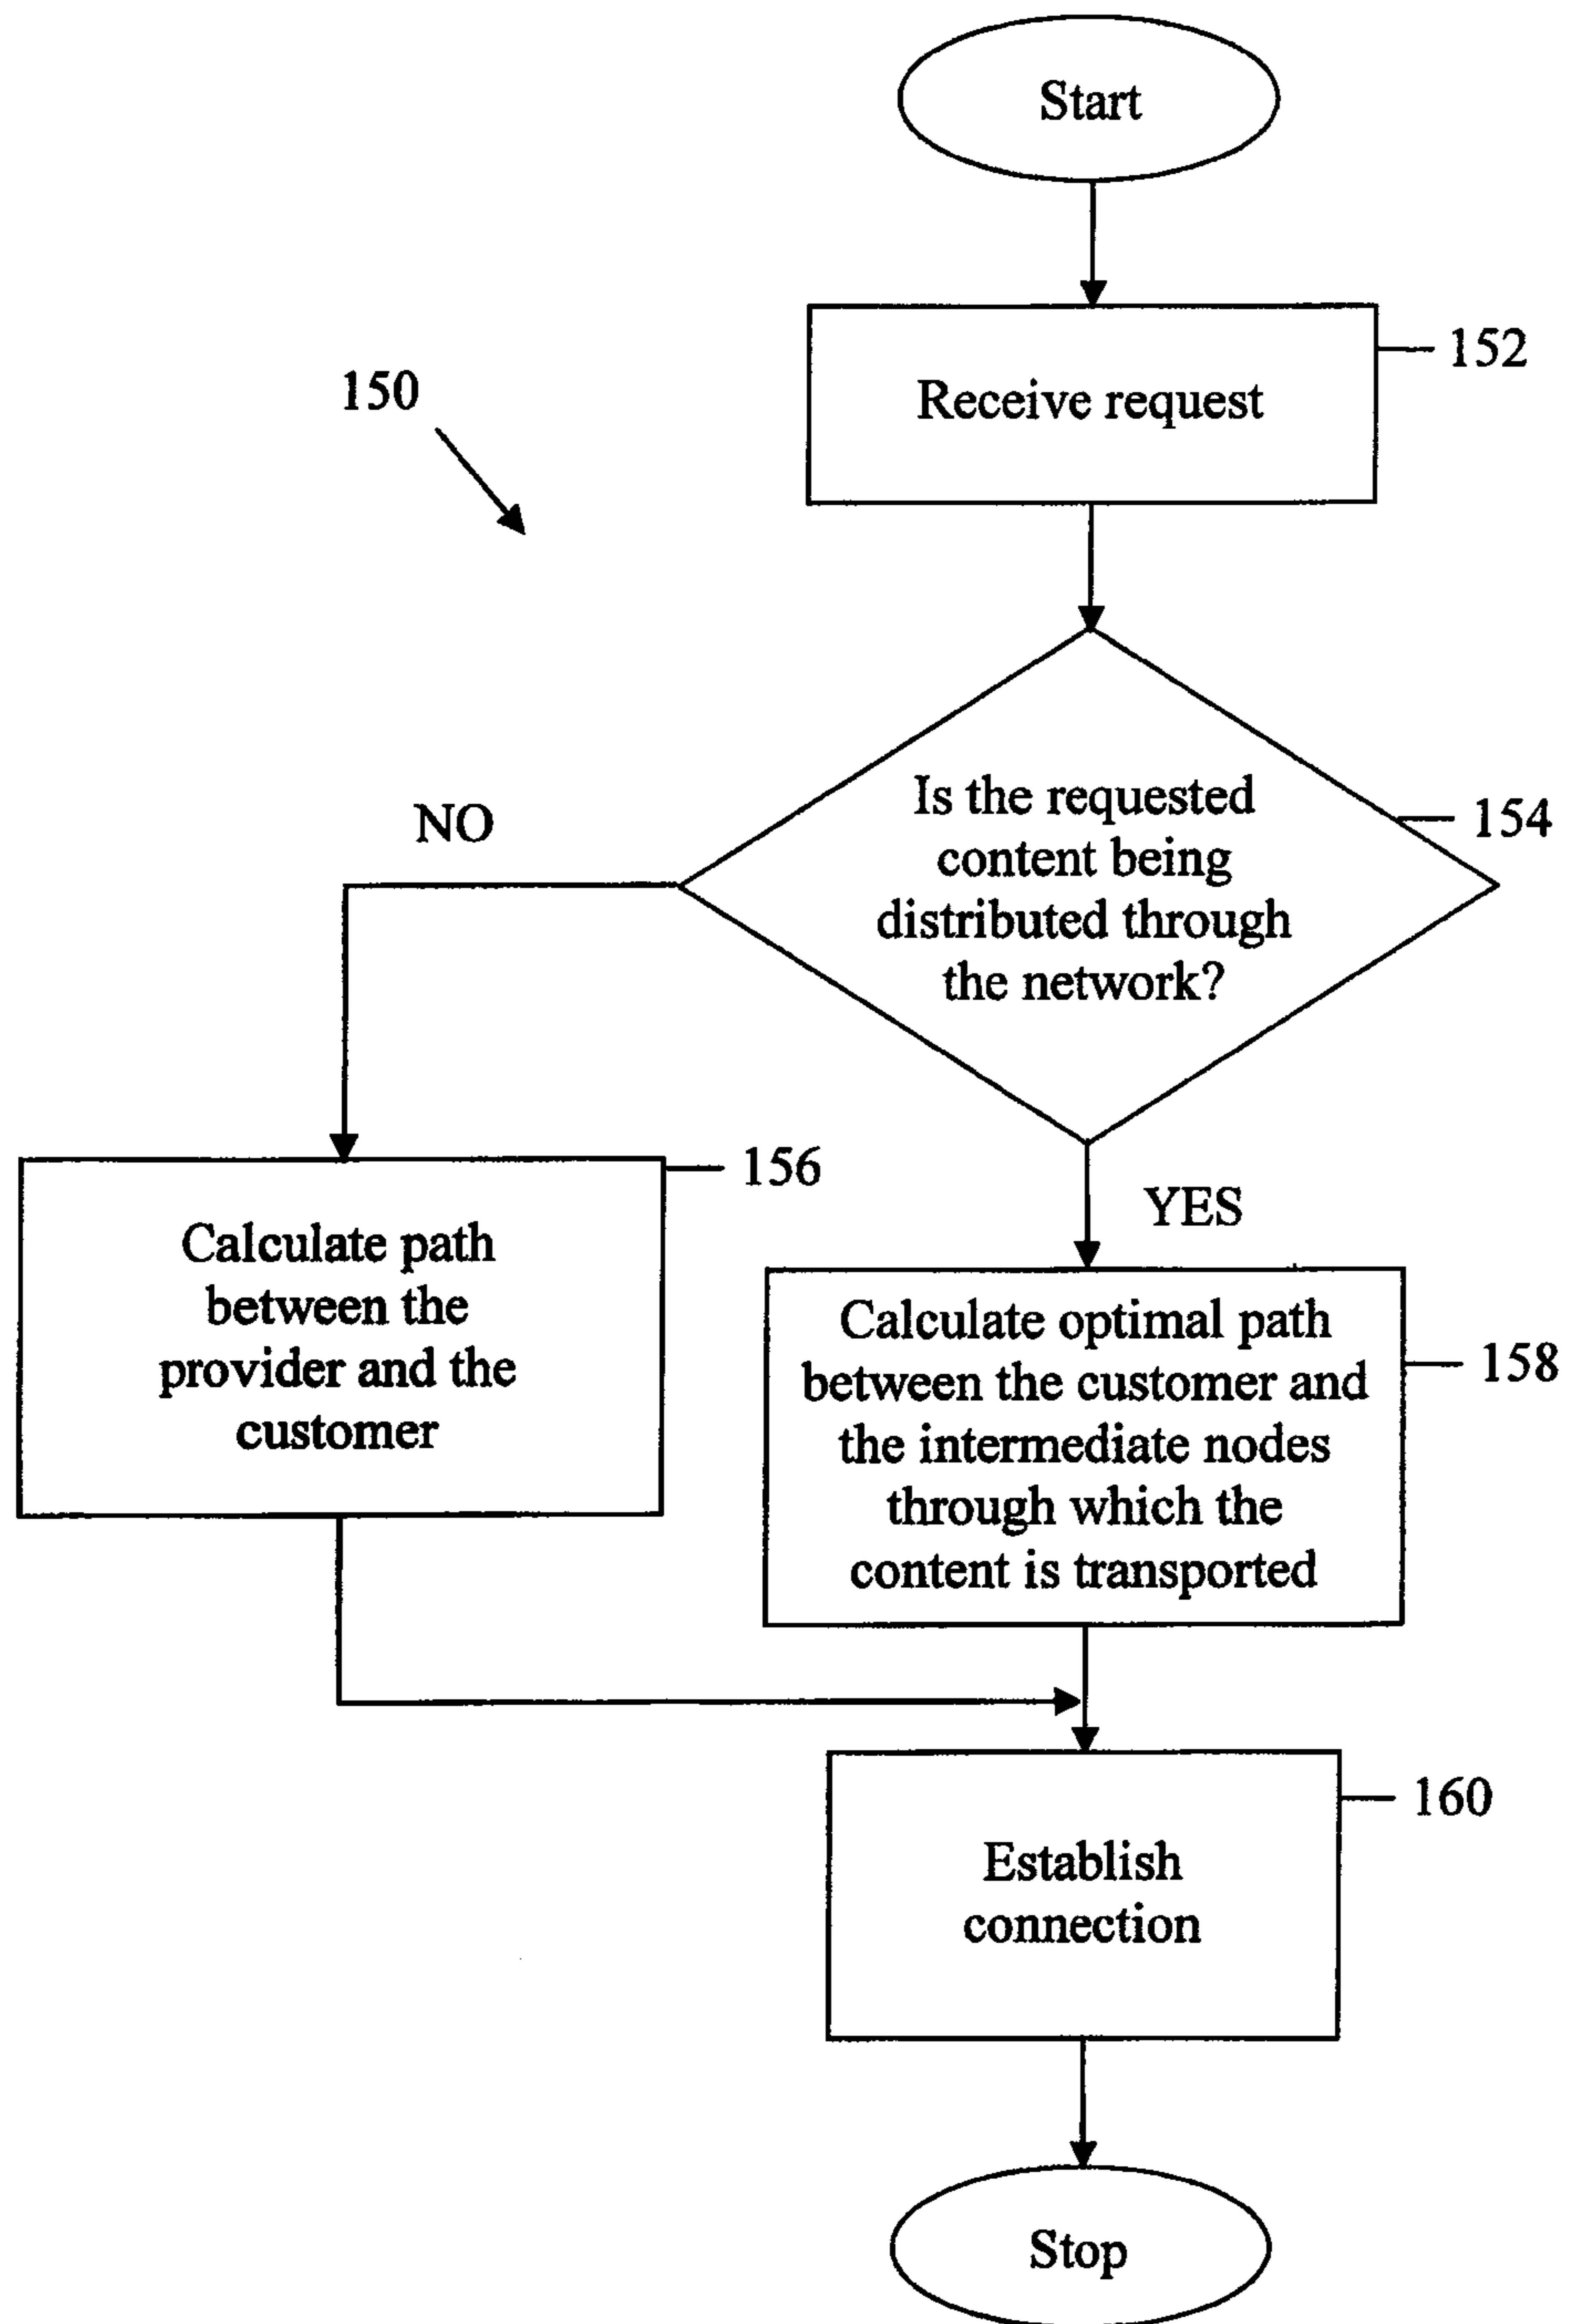 Start
152
Receive request
150
Is the requested
content being
distributed through
the network?
154
NO
YES
156
Calculate path
between the
provider and the
customer
Calculate optimal path
between the customer and
the intermediate nodes
through which the
content is transported
158
160
Establish
connection
Stop